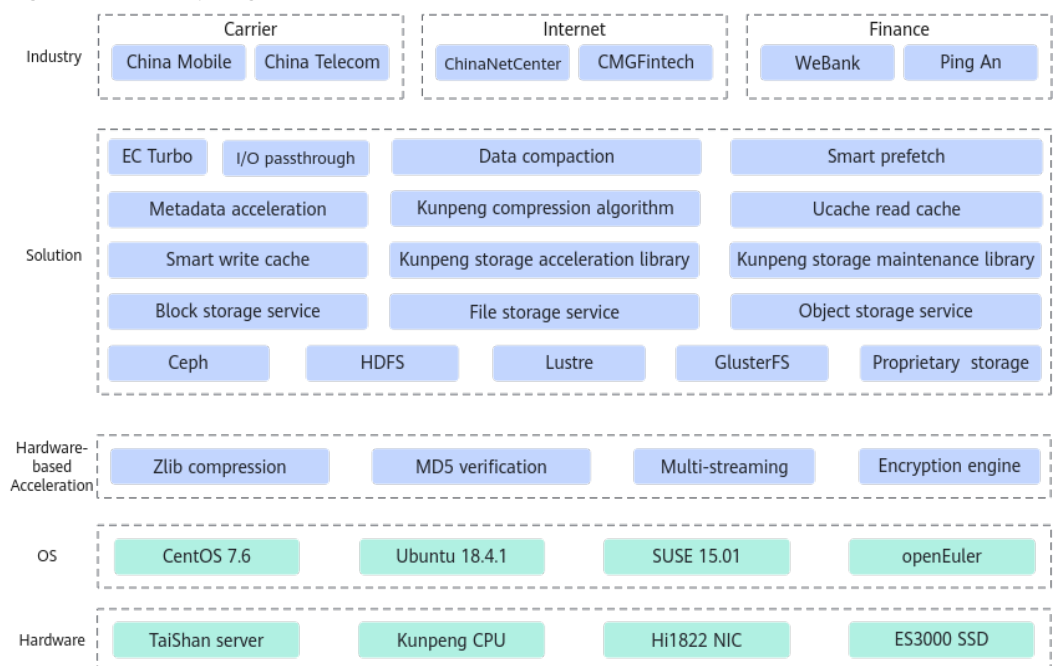 Carrier
Internet
Finance
Industry
China Mobile
China Telecom
ChinaNetCenter
CMGFintech
WeBank
Ping An
Solution
EC Turbo
I/O passthrough
Data compaction
Smart prefetch
Metadata acceleration
Kunpeng compression algorithm
Ucache read cache
Smart write cache
Kunpeng storage acceleration library
Kunpeng storage maintenance library
Block storage service
File storage service
Object storage service
Ceph
HDFS
Lustre
GlusterFS
Proprietary storage
Hardware-
based
Acceleration
Zlib compression
MD5 verification
Multi-streaming
Encryption engine
OS
CentOS 7.6
Ubuntu 18.4.1
SUSE 15.01
openEuler
Hardware
TaiShan server
Kunpeng CPU
Hi1822 NIC
ES3000 SSD